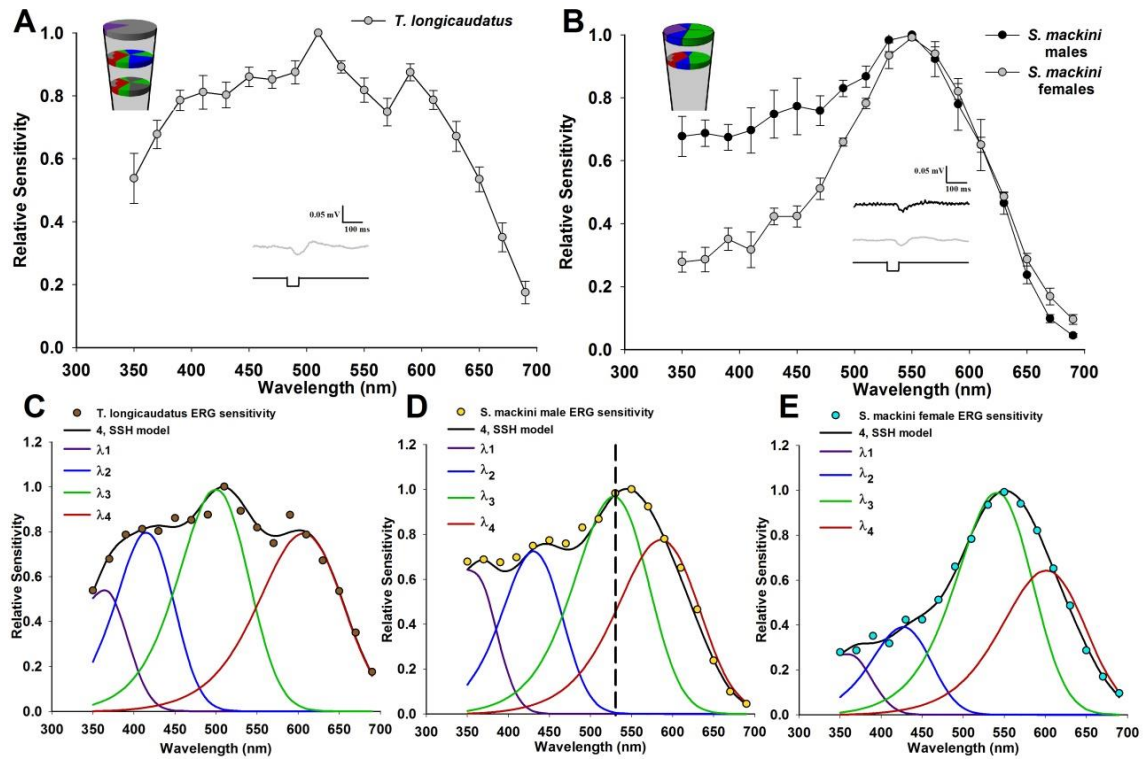 A
T. longicaudatus
Relative Sensitivity
1.0
0.8
0.6
0.4
0.2
0.0
0.05 mV
100 ms
300 350 400 450 500 550 600 650 700
Wavelength (nm)
B
S. mackini
males
S. mackini
females
Relative Sensitivity
1.0
0.8
0.6
0.4
0.2
0.0
0.05 mV
100 ms
300 350 400 450 500 550 600 650 700
Wavelength (nm)
C
T. longicaudatus ERG sensitivity
4, SSH model
λ1
λ2
λ3
λ4
Relative Sensitivity
1.2
1.0
0.8
0.6
0.4
0.2
0.0
300 350 400 450 500 550 600 650 700
Wavelength (nm)
D
S. mackini male ERG sensitivity
4, SSH model
λ1
λ2
λ3
λ4
Relative Sensitivity
1.2
1.0
0.8
0.6
0.4
0.2
0.0
300 350 400 450 500 550 600 650 700
Wavelength (nm)
E
S. mackini female ERG sensitivity
4, SSH model
λ1
λ2
λ3
λ4
Relative Sensitivity
1.2
1.0
0.8
0.6
0.4
0.2
0.0
300 350 400 450 500 550 600 650 700
Wavelength (nm)